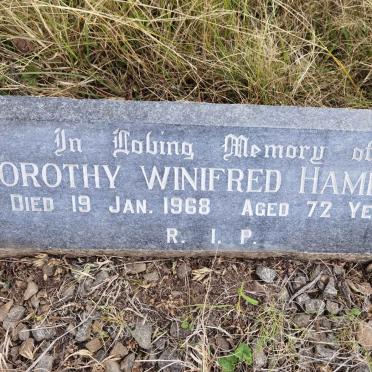 In Loving Memory of
OROTHY WINIFRED HAM
DIED 19 JAN. 1968 AGED 72 YE
R. I. P.